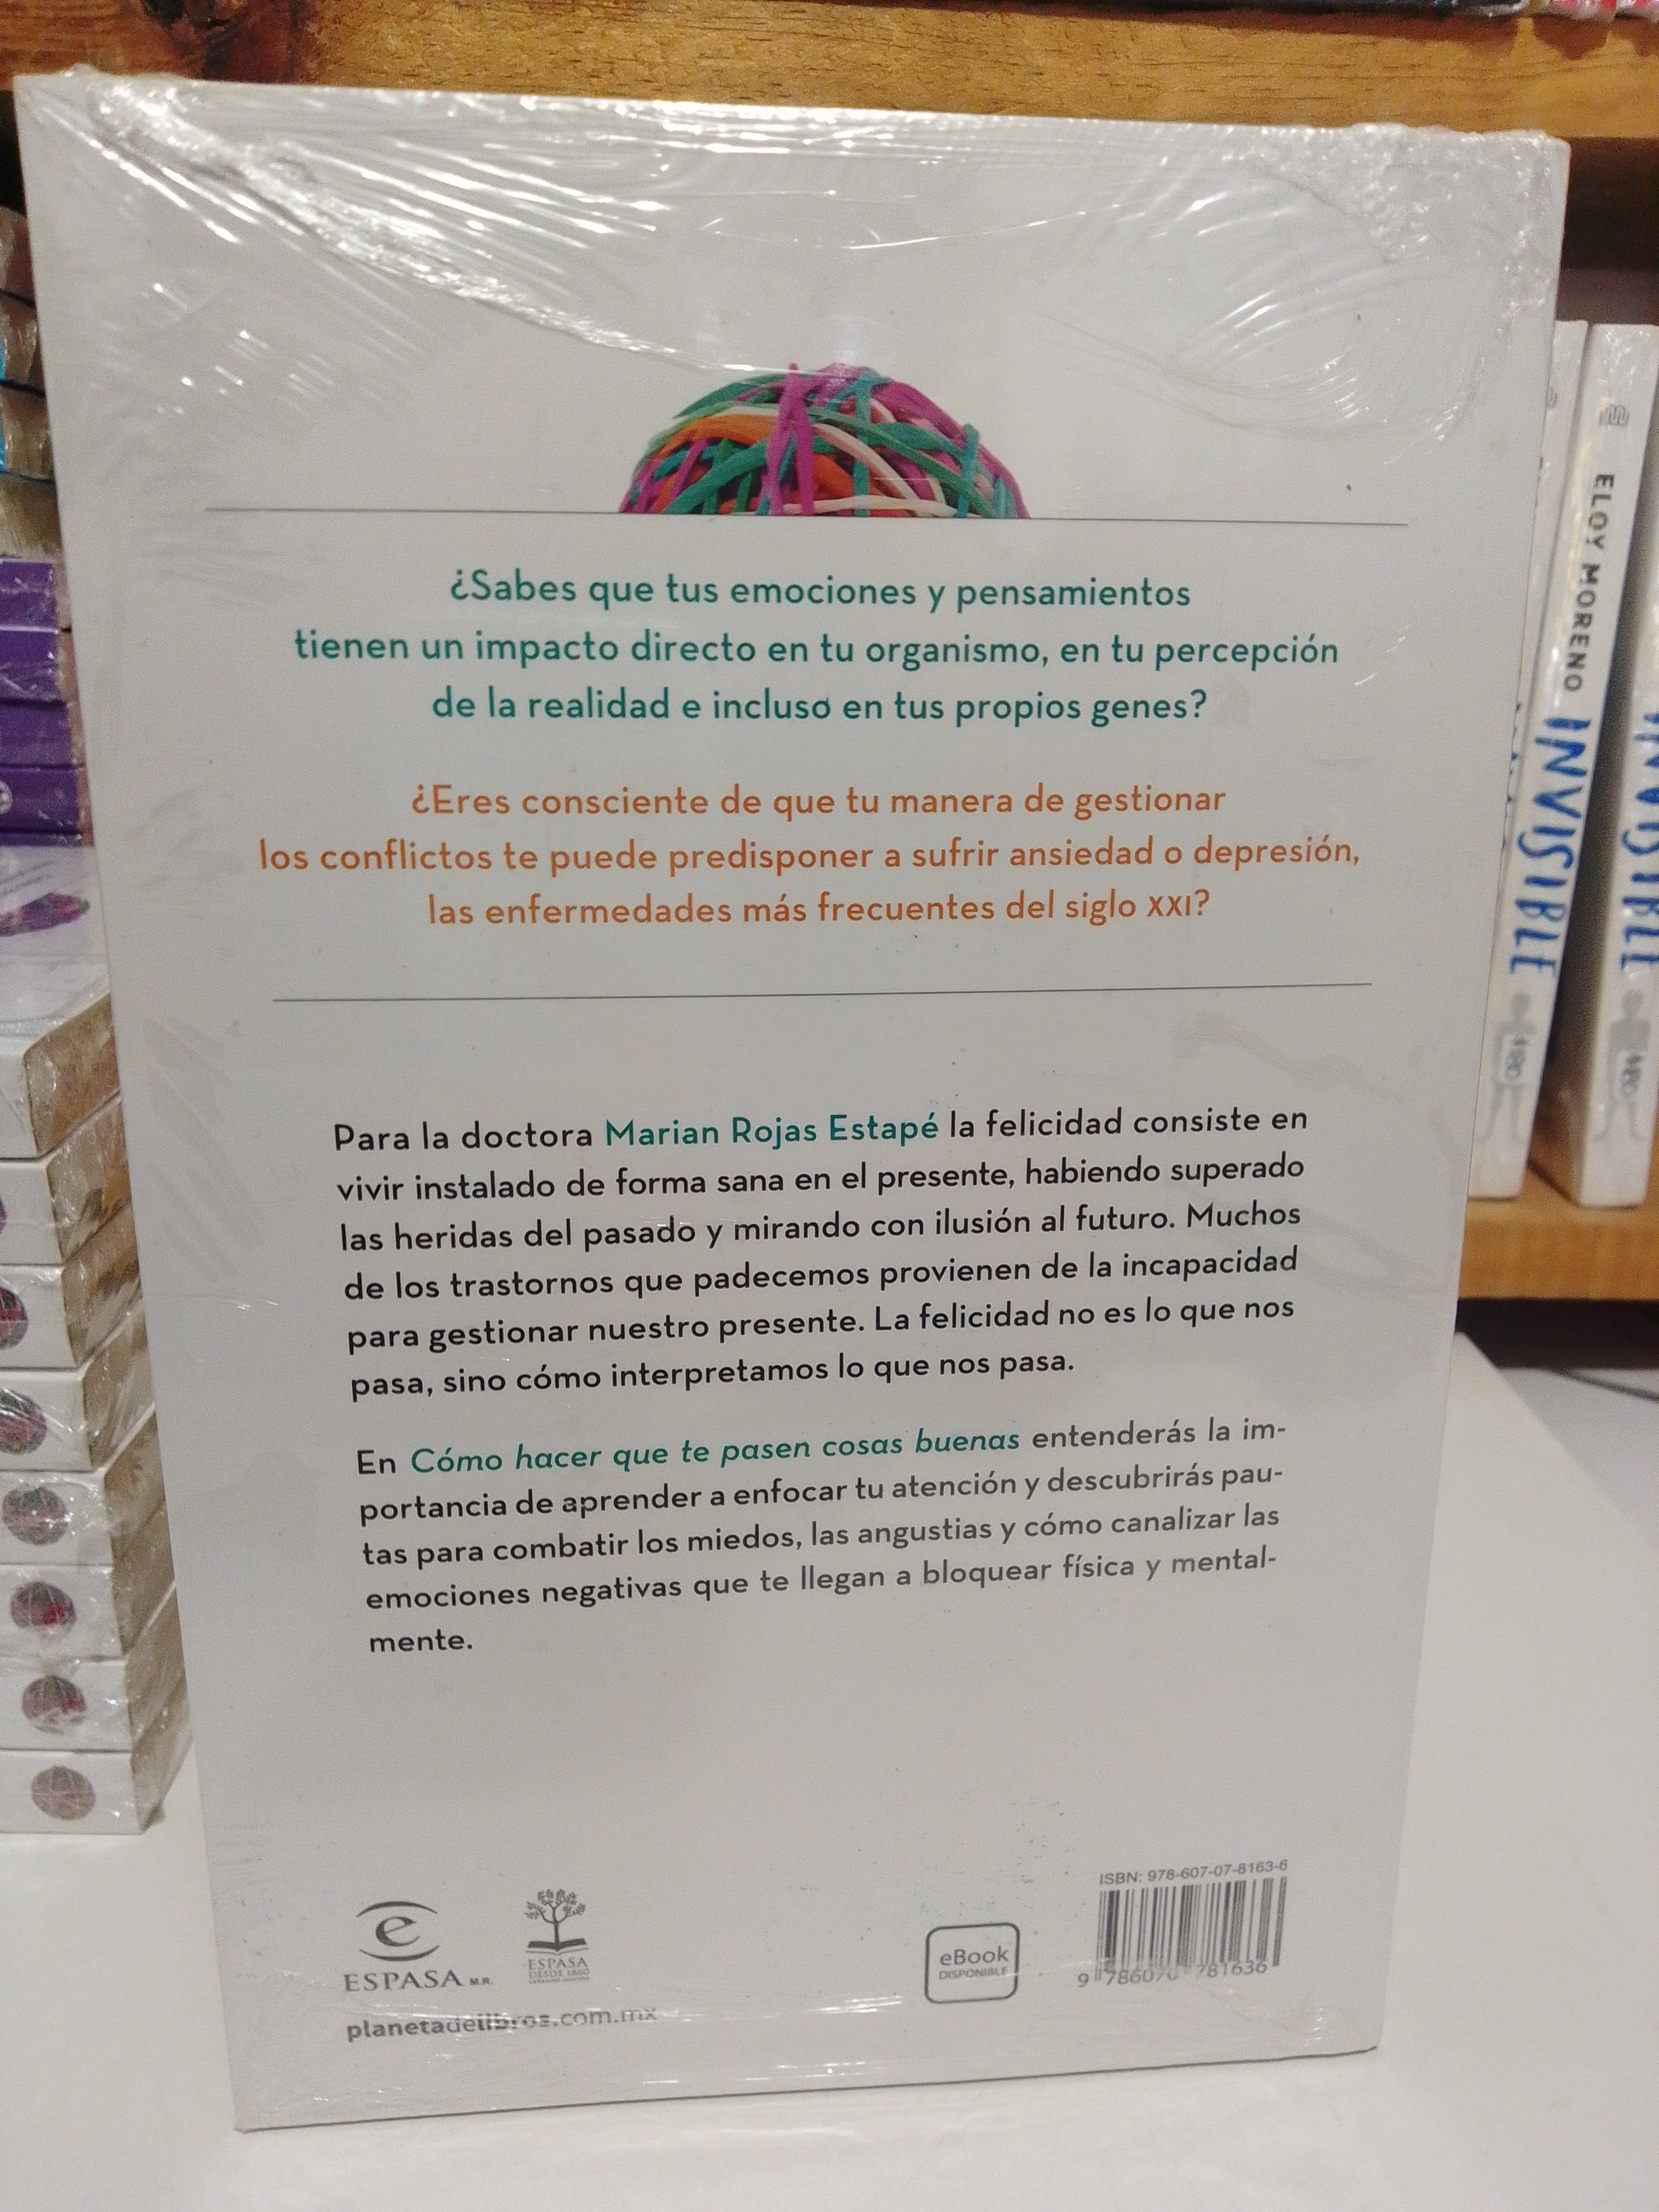 ¿Sabes que tus emociones y pensamientos
tienen un impacto directo en tu organismo, en tu percepción
de la realidad e incluso en tus propios genes?
¿Eres consciente de que tu manera de gestionar
los conflictos te puede predisponer a sufrir ansiedad o depresión,
las enfermedades más frecuentes del siglo XXI?
Para la doctora Marian Rojas Estapé la felicidad consiste en
vivir instalado de forma sana en el presente, habiendo superado
las heridas del pasado y mirando con ilusión al futuro. Muchos
de los trastornos que padecemos provienen de la incapacidad
para gestionar nuestro presente. La felicidad no es lo que nos
pasa, sino cómo interpretamos lo que nos pasa.
En Cómo hacer que te pasen cosas buenas entenderás la im-
portancia de aprender a enfocar tu atención y descubrirás pau-
tas para combatir los miedos, las angustias y cómo canalizar las
emociones negativas que te llegan a bloquear física y mental-
mente.
ESPASA M.R.
ESPASA
DESDE 1860
planetadelibros.com.mx
eBook
DISPONIBLE
ISBN: 978-607-07-8163-6
9 786070 781636
ELOY MORENO INVISIBLE
INVISIBLE